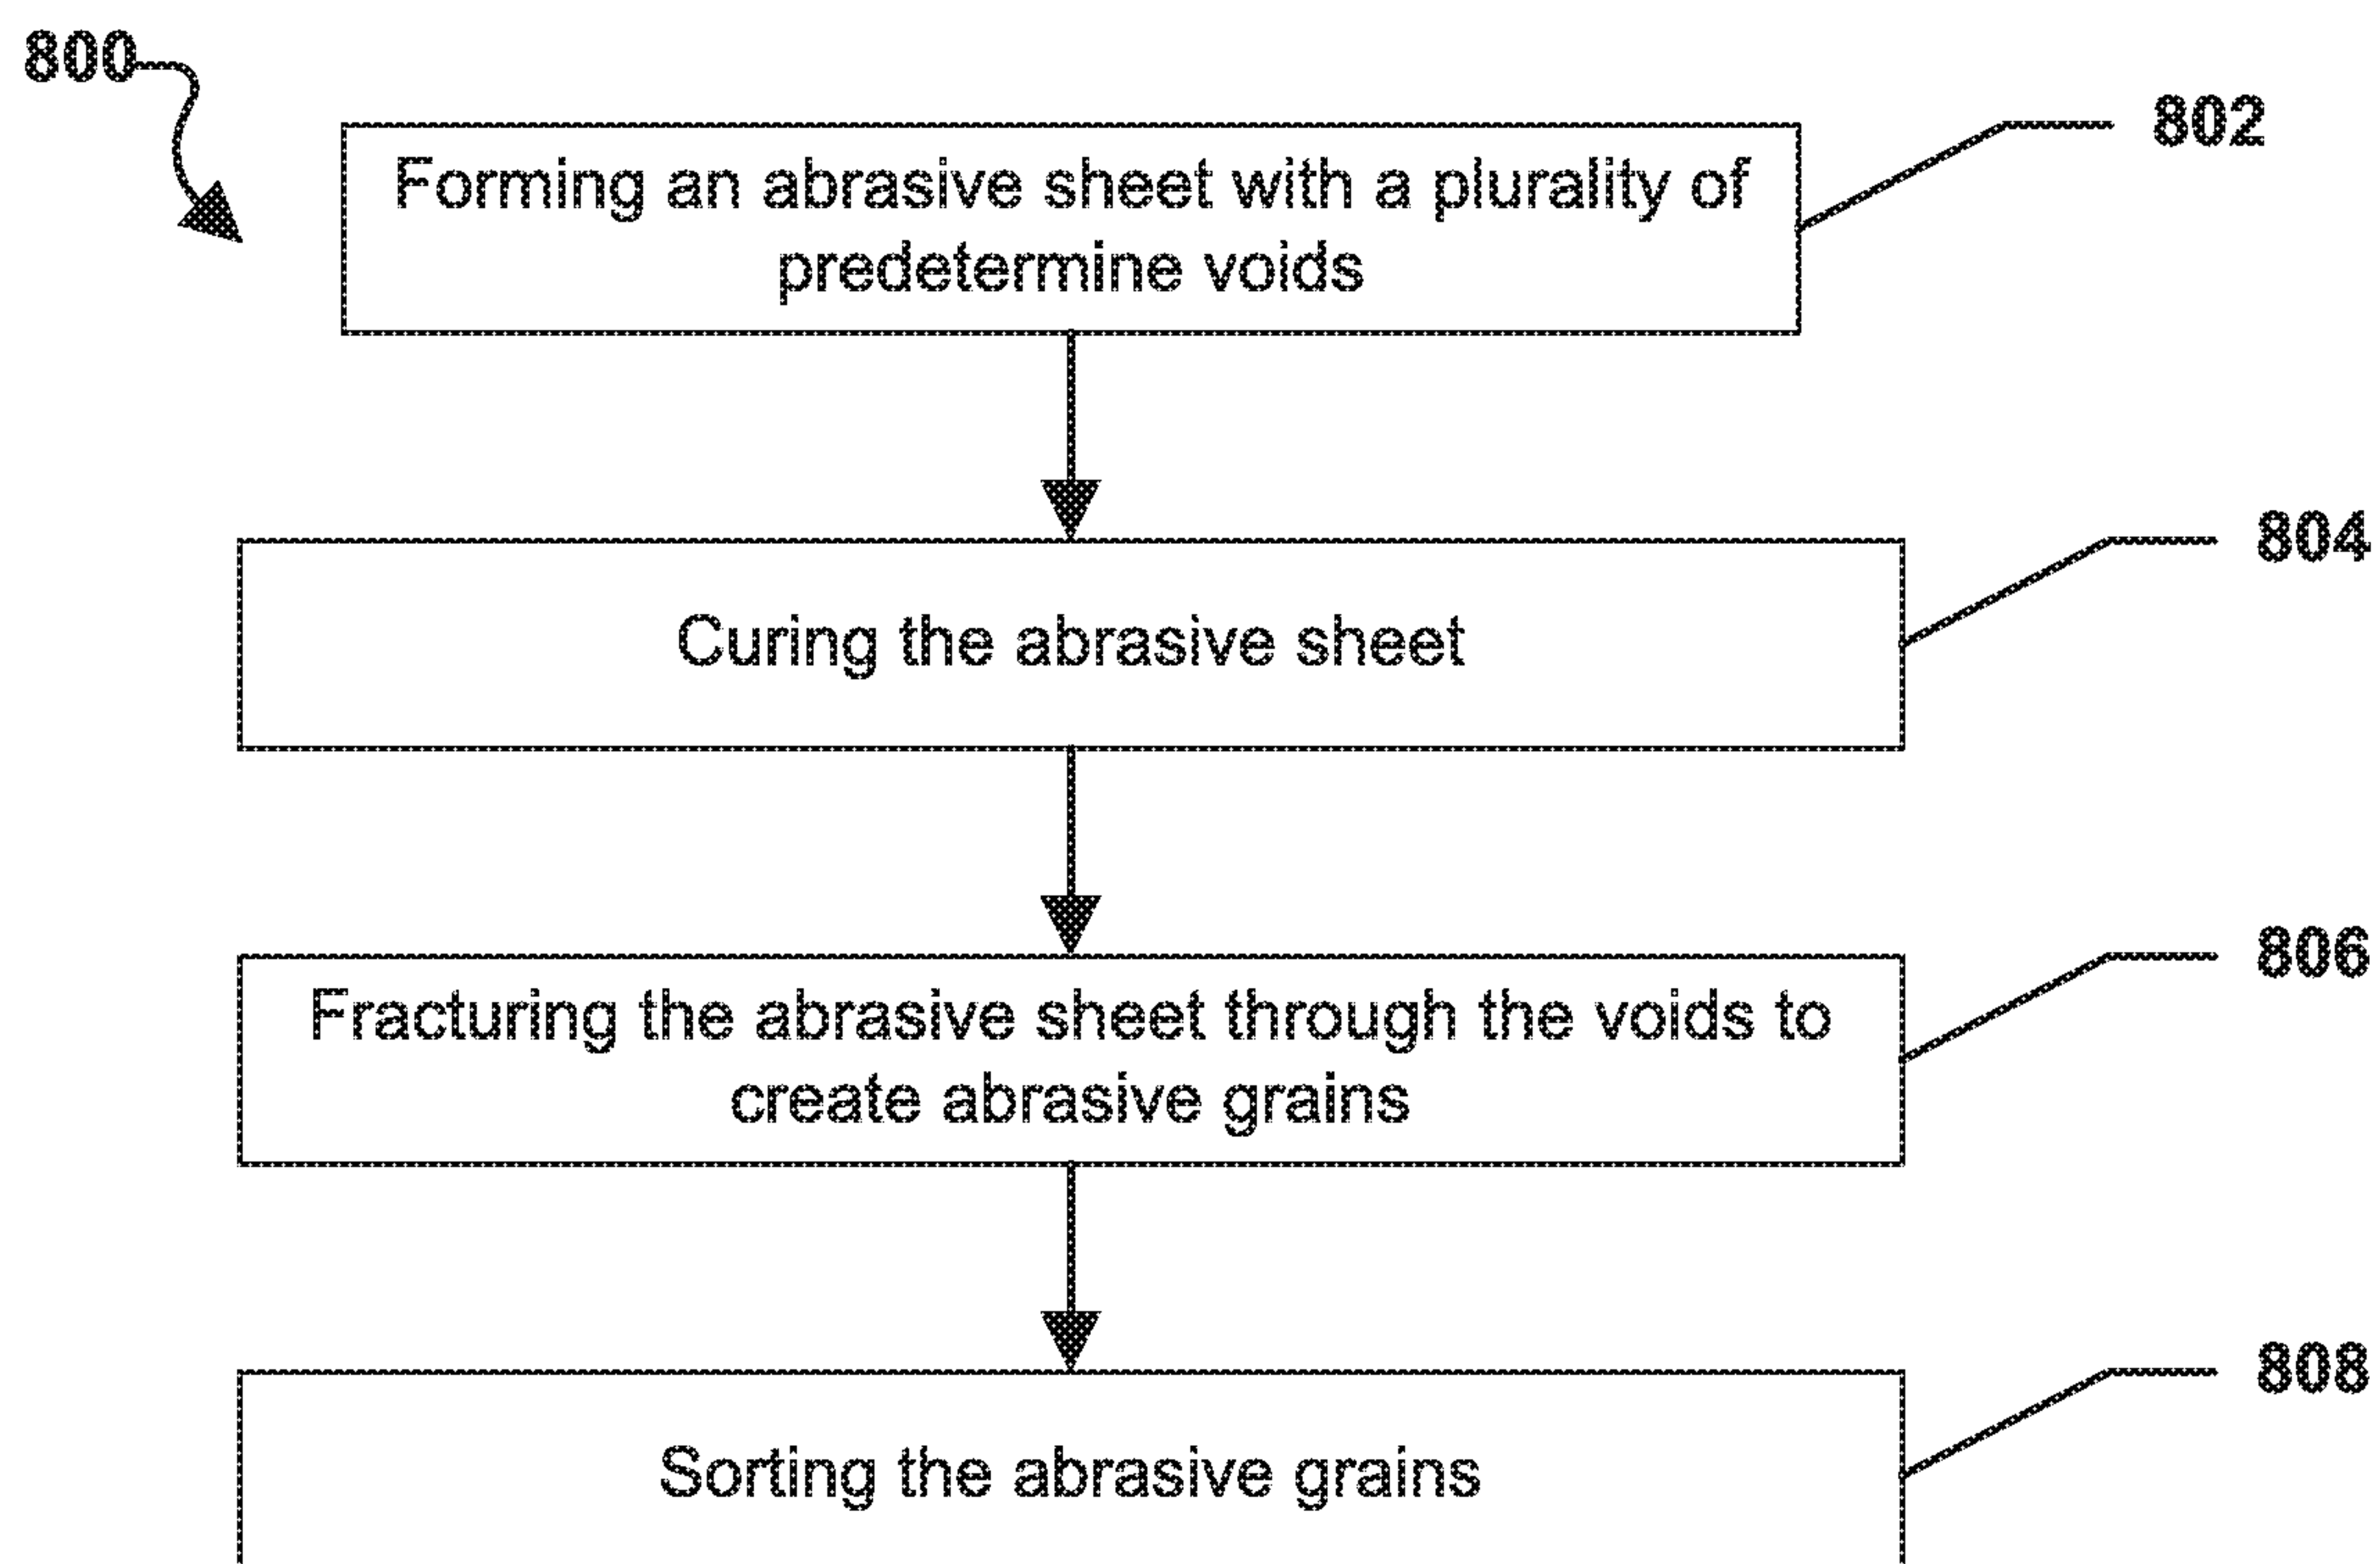 800
802
Forming an abrasive sheet with a plurality of
predetermine voids
804
Curing the abrasive sheet
806
Fracturing the abrasive sheet through the voids to
create abrasive grains
808
Sorting the abrasive grains